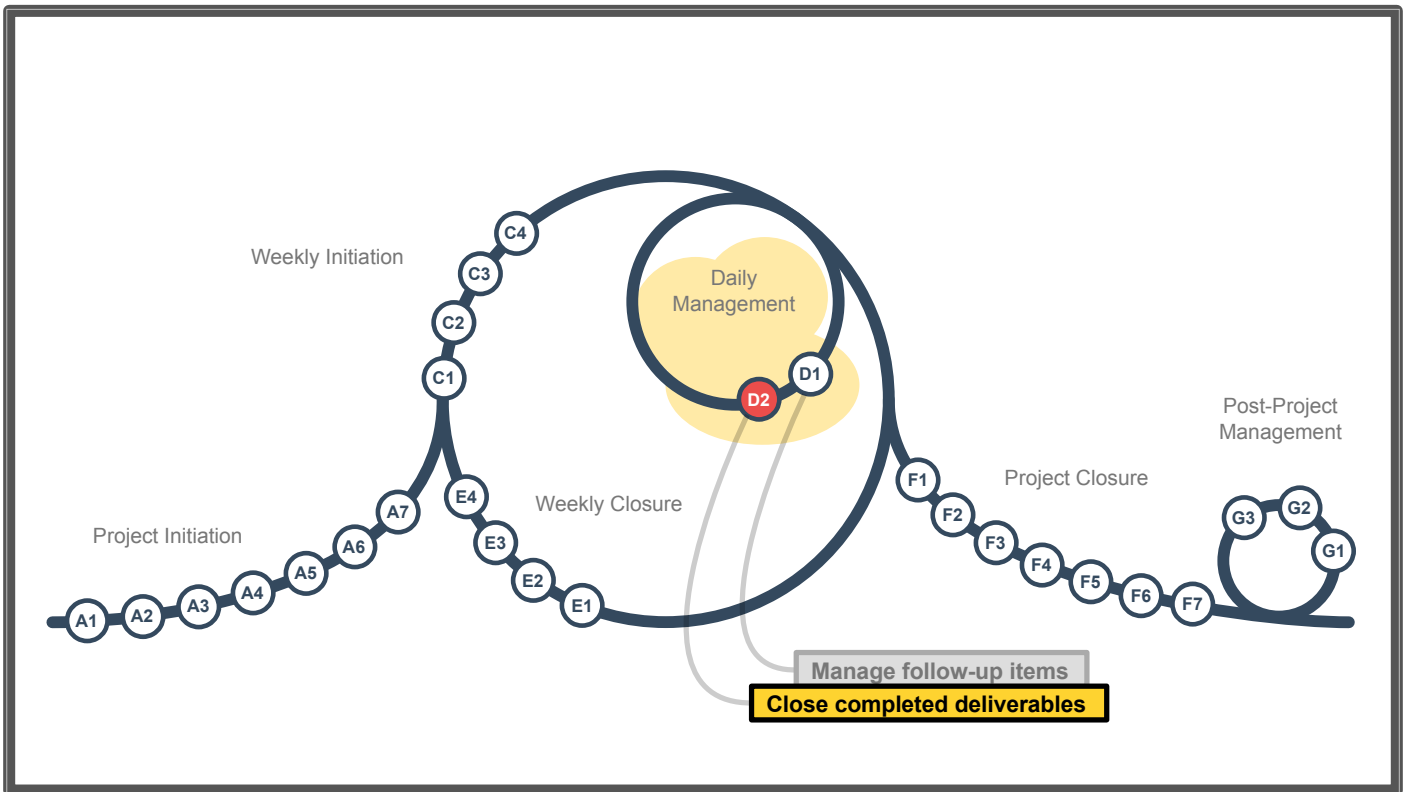 Weekly Initiation
C4
C3
C2
C1
Daily
Management
D1
D2
Project Initiation
A1
A2
A3
A4
A5
A6
A7
Weekly Closure
E4
E3
E2
E1
Project Closure
F1
F2
F3
F4
F5
F6
F7
Post-Project
Management
G3
G2
G1
Manage follow-up items
Close completed deliverables